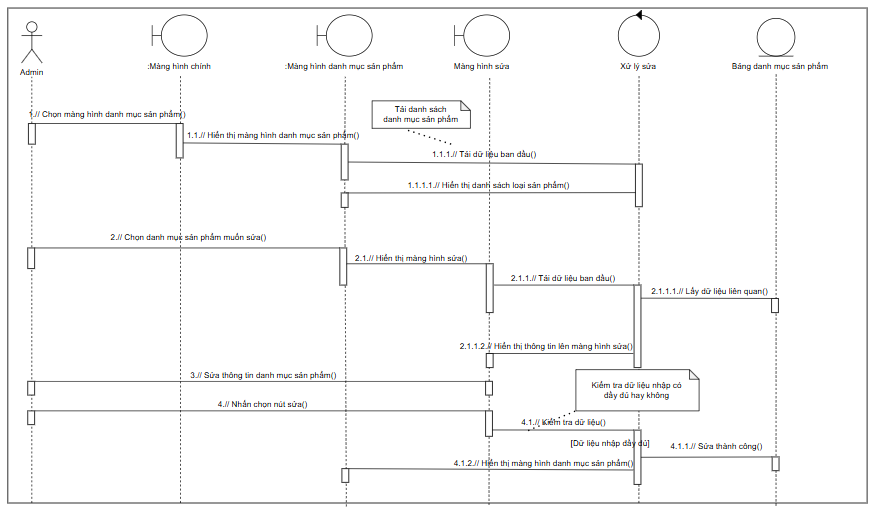 Admin
:Màng hình chính
:Màng hình danh mục sản phẩm
Màng hình sửa
Xử lý sửa
Bảng danh mục sản phẩm
1.// Chọn màng hình danh mục sản phẩm()
1.1.// Hiển thị màng hình danh mục sản phẩm()
Tải danh sách
danh mục sản phẩm
1.1.1.// Tải dữ liệu ban đầu()
1.1.1.1.// Hiển thị danh sách loại sản phẩm()
2.// Chọn danh mục sản phẩm muốn sửa()
2.1.// Hiển thị màng hình sửa()
2.1.1.// Tải dữ liệu ban đầu()
2.1.1.1.// Lấy dữ liệu liên quan()
2.1.1.2.// Hiển thị thông tin lên màng hình sửa()
3.// Sửa thông tin danh mục sản phẩm()
Kiểm tra dữ liệu nhập có
đầy đủ hay không
4.// Nhấn chọn nút sửa()
4.1.// Kiểm tra dữ liệu()
[Dữ liệu nhập đầy đủ]
4.1.1.// Sửa thành công()
4.1.2.// Hiển thị màng hình danh mục sản phẩm()